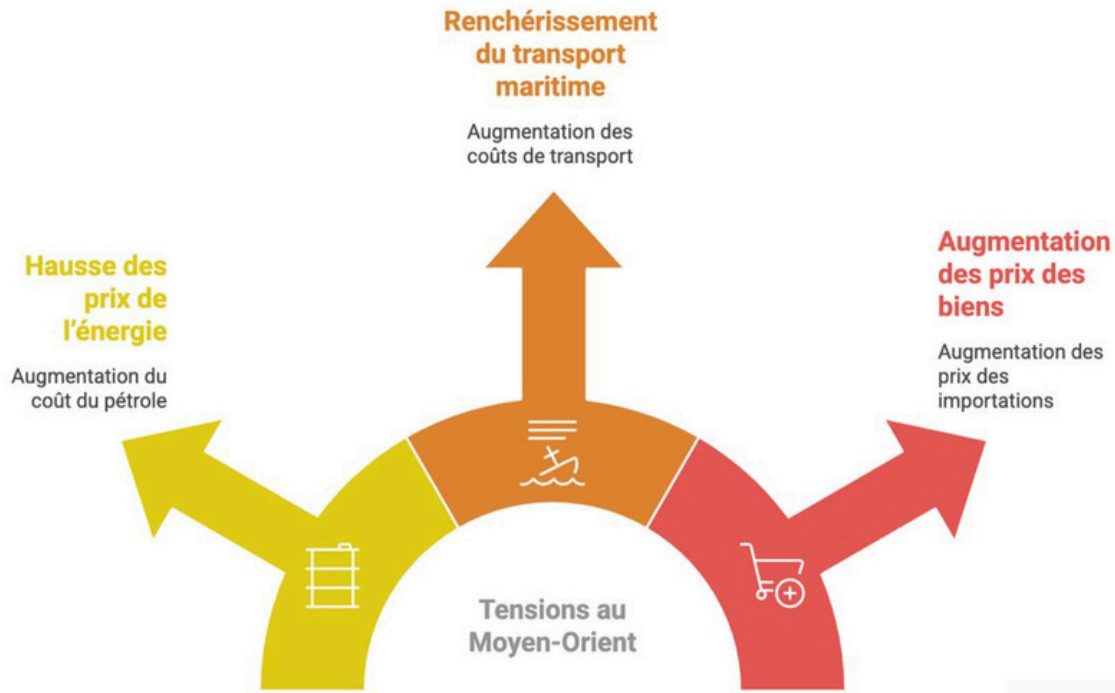 Renchérissement
du transport
maritime
Augmentation des
coûts de transport
Hausse des
prix de
l'énergie
Augmentation du
coût du pétrole
Augmentation
des prix des
biens
Augmentation des
prix des
importations
Tensions au
Moyen-Orient